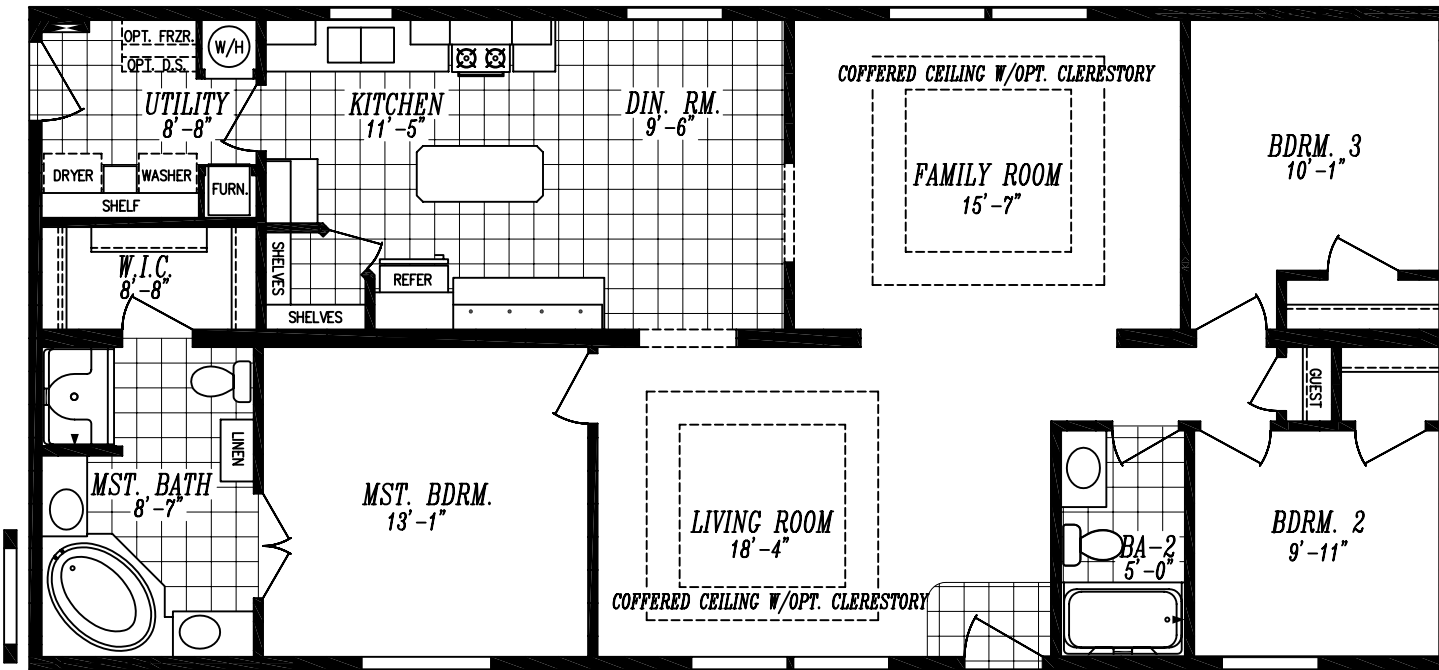 OPT. FRZR.
OPT. D.S.
W/H
UTILITY
8'-8"
DRYER
WASHER
FURN.
SHELF
KITCHEN
11'-5"
DIN. RM.
9'-6"
COFFERED CEILING W/OPT. CLERESTORY
FAMILY ROOM
15'-7"
BDRM. 3
10'-1"
W.I.C.
8'-8"
SHELVES
SHELVES
REFER
GUEST
LINEN
MST. BATH
8'-7"
MST. BDRM.
13'-1"
LIVING ROOM
18'-4"
COFFERED CEILING W/OPT. CLERESTORY
BA-2
5'-0"
BDRM. 2
9'-11"